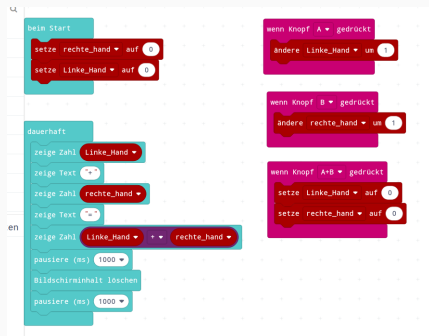 beim Start
setze rechte_hand auf 0
setze Linke_Hand auf 0
dauerhaft
zeige Zahl Linke_Hand
zeige Text "+"
zeige Zahl rechte_hand
zeige Text "="
zeige Zahl Linke_Hand + rechte_hand
pausiere (ms) 1000
Bildschirminhalt löschen
pausiere (ms) 1000
en
wenn Knopf A gedrückt
ändere Linke_Hand um 1
wenn Knopf B gedrückt
ändere rechte_hand um 1
wenn Knopf A+B gedrückt
setze Linke_Hand auf 0
setze rechte_hand auf 0